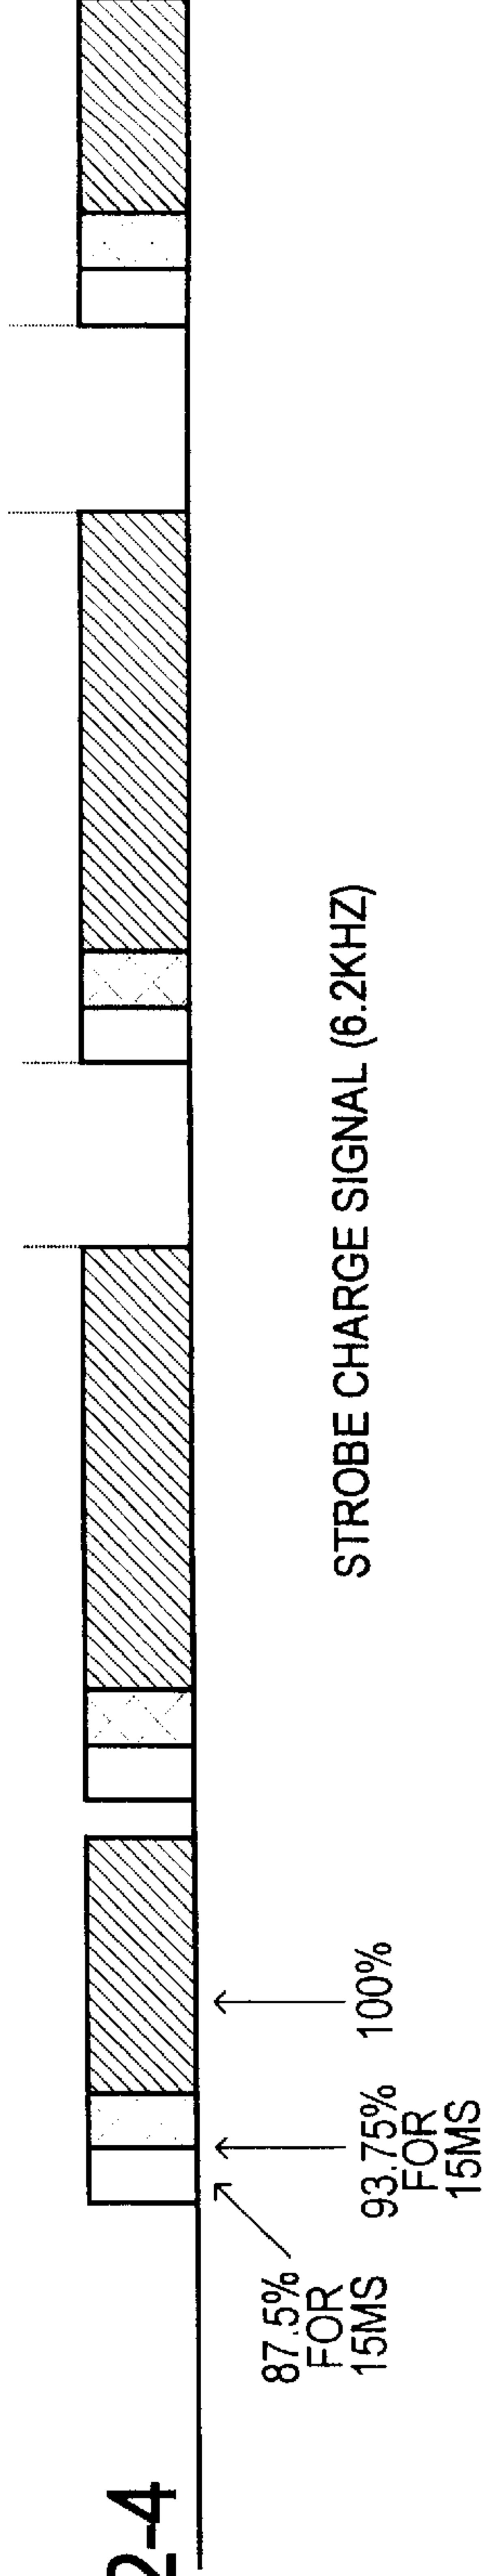 2-4
87.5%
FOR
15MS
93.75%
FOR
15MS
100%
STROBE CHARGE SIGNAL (6.2KHZ)